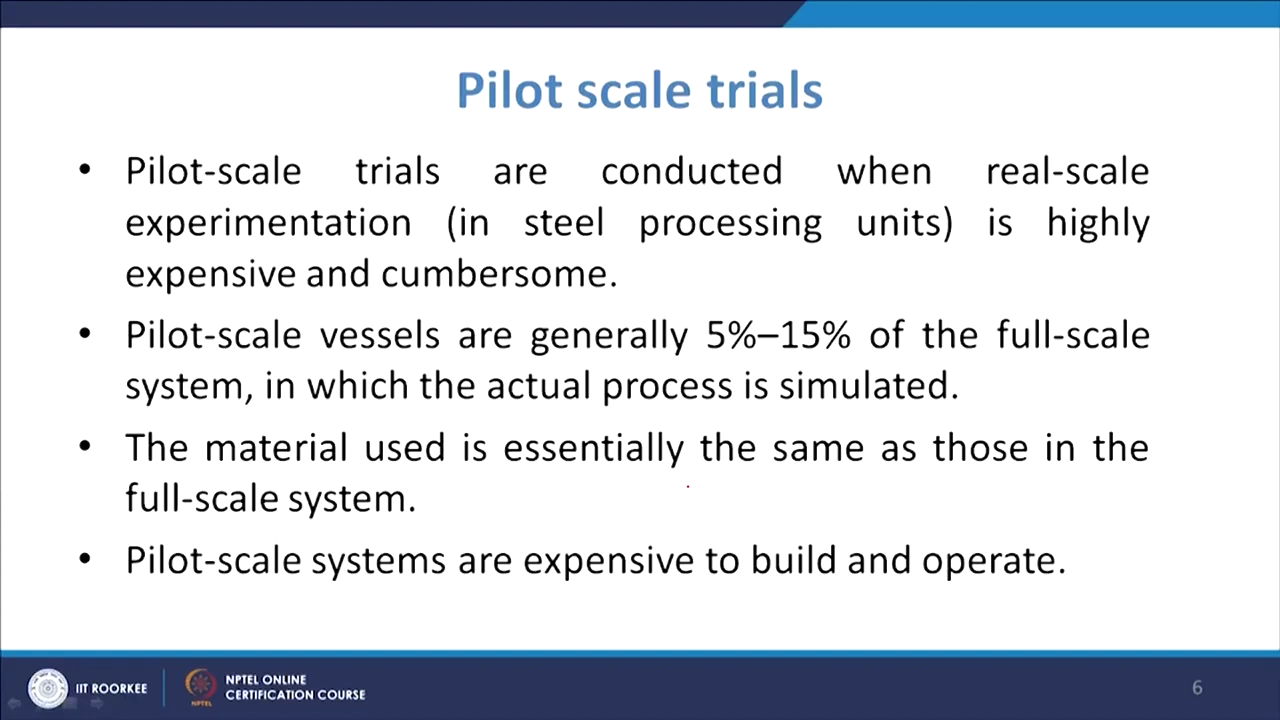 Pilot scale trials
• Pilot-scale trials are conducted when real-scale
experimentation (in steel processing units) is highly
expensive and cumbersome.
• Pilot-scale vessels are generally 5%–15% of the full-scale
system, in which the actual process is simulated.
• The material used is essentially the same as those in the
full-scale system.
• Pilot-scale systems are expensive to build and operate.
IIT ROORKEE
NPTEL
NPTEL ONLINE
CERTIFICATION COURSE
6